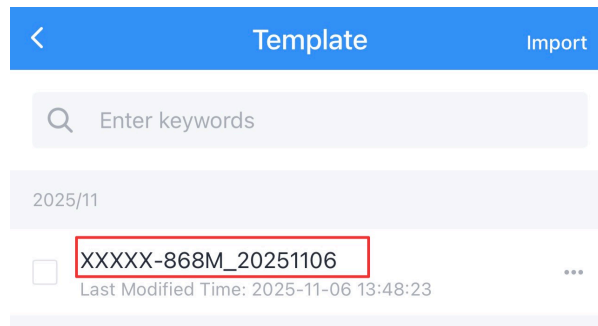 Template
Import
Enter keywords
2025/11
XXXXX-868M_20251106
Last Modified Time: 2025-11-06 13:48:23